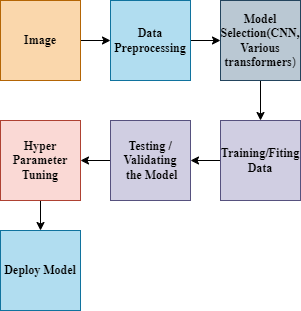 Image
Data
Preprocessing
Model
Selection(CNN,
Various
transformers)
Training/Fiting
Data
Testing /
Validating
the Model
Hyper
Parameter
Tuning
Deploy Model